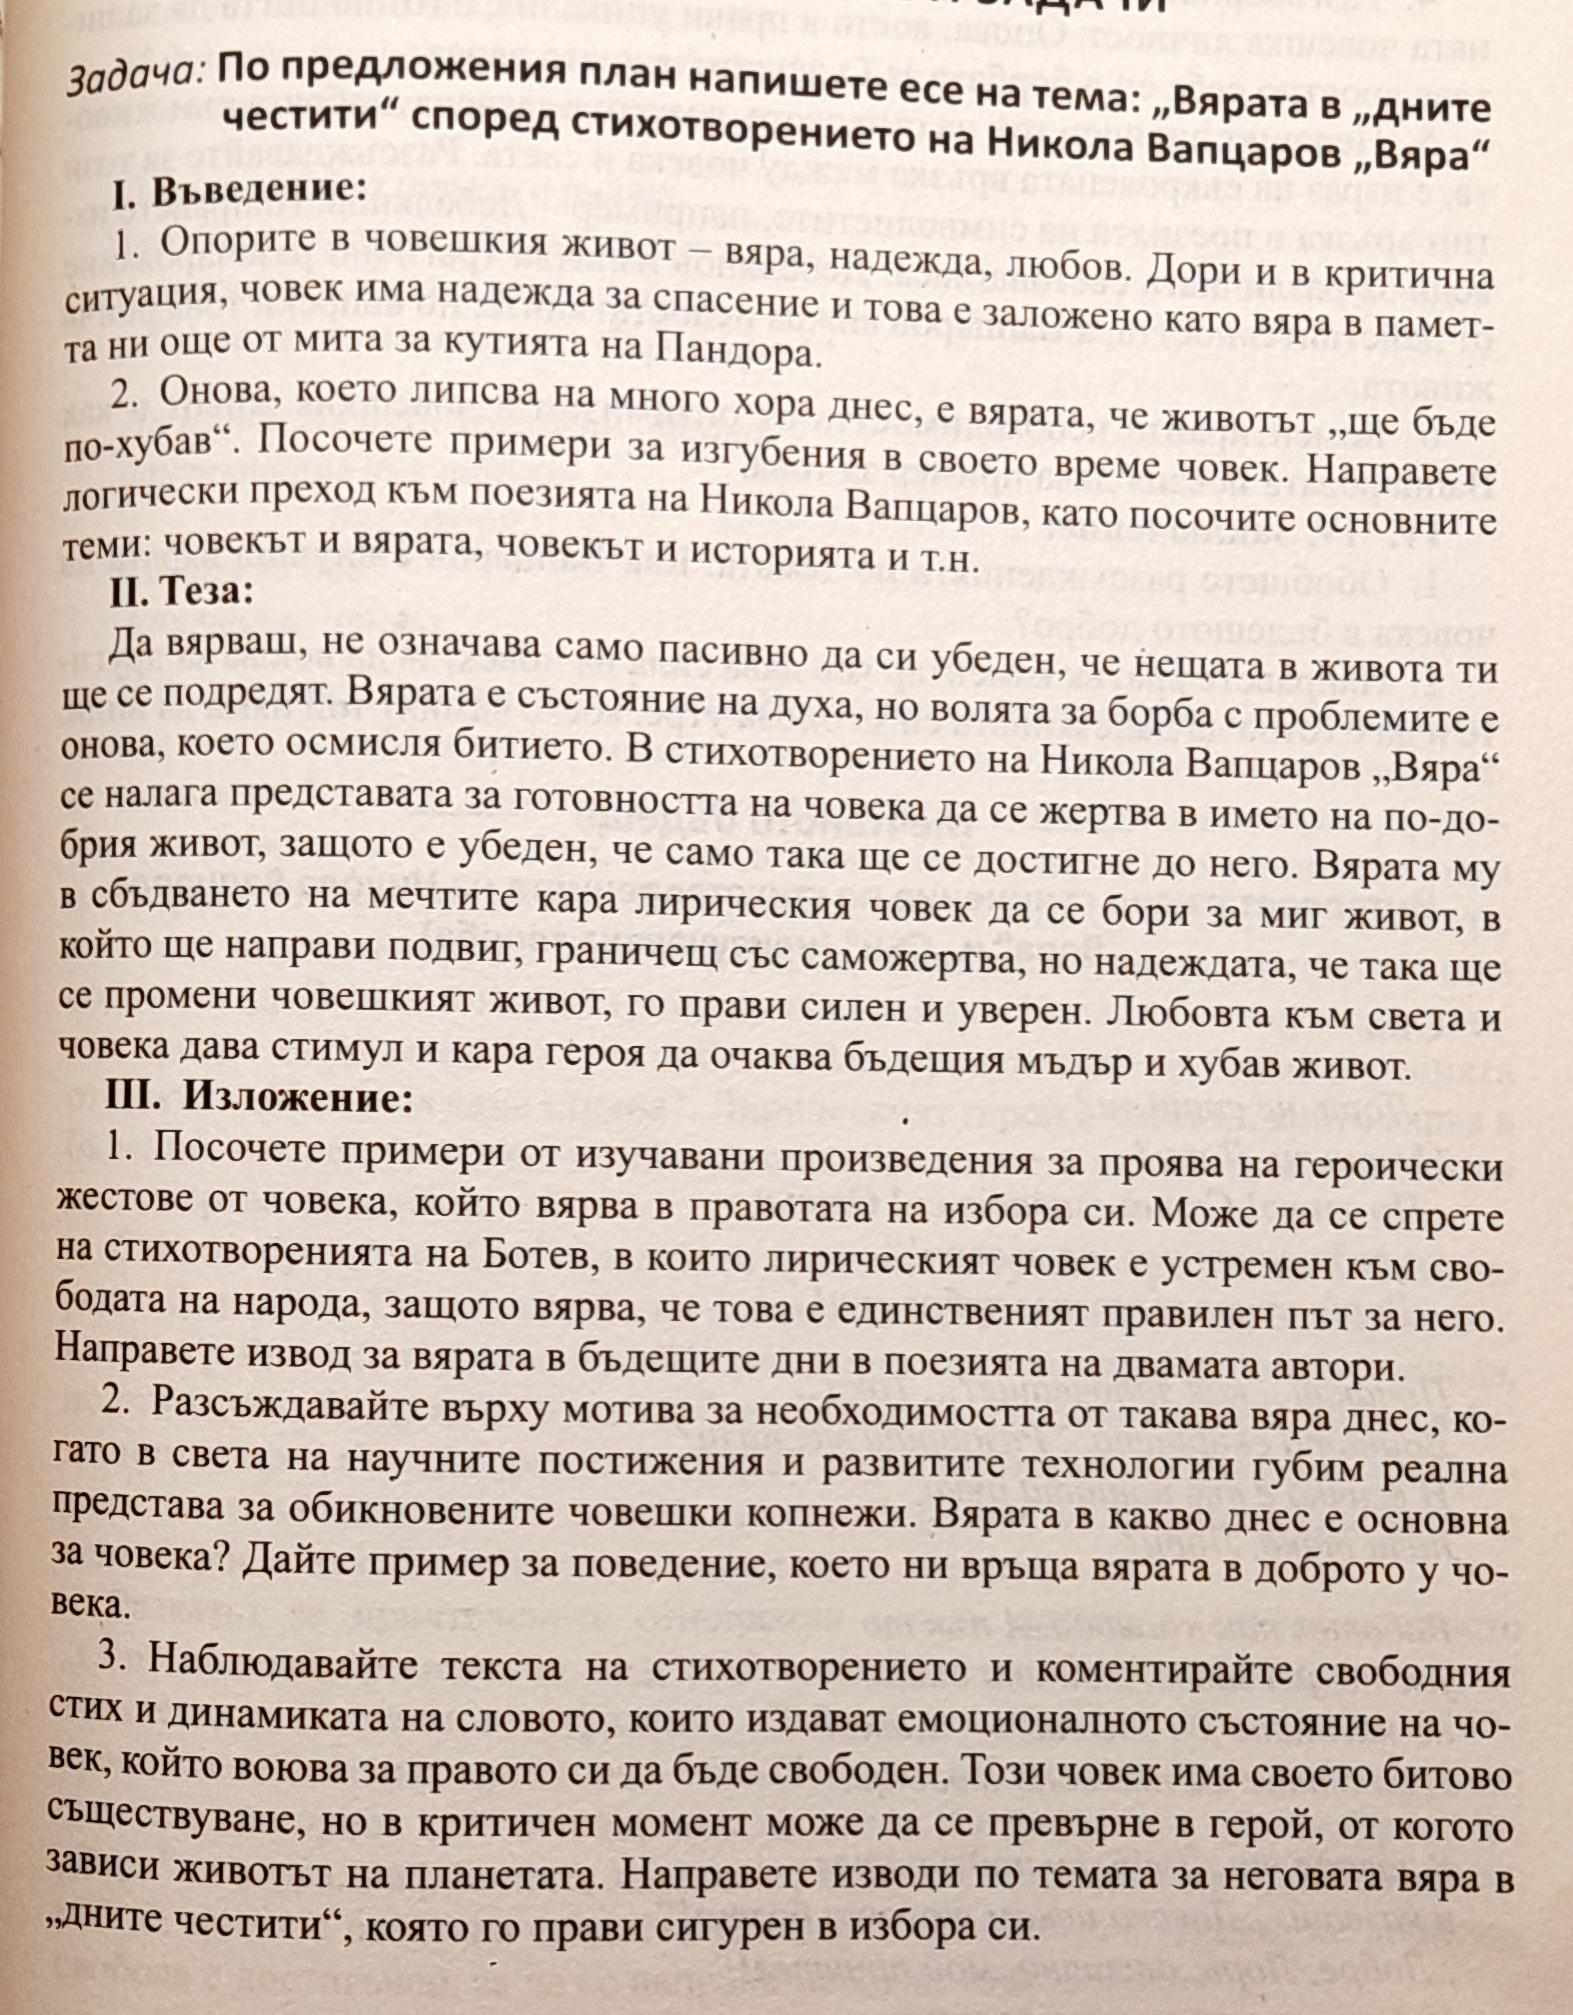 Задача: По предложения план напишете есе на тема: „Вярата в „дните
честити“ според стихотворението на Никола Вапцаров „Вяра“
I. Въведение:
1. Опорите в човешкия живот – вяра, надежда, любов. Дори и в критична
ситуация, човек има надежда за спасение и това е заложено като вяра в памет-
та ни още от мита за кутията на Пандора.
2. Онова, което липсва на много хора днес, е вярата, че животът „ще бъде
по-хубав“. Посочете примери за изгубения в своето време човек. Направете
логически преход към поезията на Никола Вапцаров, като посочите основните
теми: човекът и вярата, човекът и историята и т.н.
II. Теза:
Да вярваш, не означава само пасивно да си убеден, че нещата в живота ти
ще се подредят. Вярата е състояние на духа, но волята за борба с проблемите е
онова, което осмисля битието. В стихотворението на Никола Вапцаров „Вяра“
се налага представата за готовността на човека да се жертва в името на по-до-
брия живот, защото е убеден, че само така ще се достигне до него. Вярата му
в сбъдването на мечтите кара лирическия човек да се бори за миг живот, в
който ще направи подвиг, граничещ със саможертва, но надеждата, че така ще
се промени човешкият живот, го прави силен и уверен. Любовта към света и
човека дава стимул и кара героя да очаква бъдещия мъдър и хубав живот.
III. Изложение:
1. Посочете примери от изучавани произведения за проява на героически
жестове от човека, който вярва в правотата на избора си. Може да се спрете
на стихотворенията на Ботев, в които лирическият човек е устремен към сво-
бодата на народа, защото вярва, че това е единственият правилен път за него.
Направете извод за вярата в бъдещите дни в поезията на двамата автори.
2. Разсъждавайте върху мотива за необходимостта от такава вяра днес, ко-
гато в света на научните постижения и развитите технологии губим реална
представа за обикновените човешки копнежи. Вярата в какво днес е основна
за човека? Дайте пример за поведение, което ни връща вярата в доброто у чо-
века.
3. Наблюдавайте текста на стихотворението и коментирайте свободния
стих и динамиката на словото, които издават емоционалното състояние на чо-
век, който воюва за правото си да бъде свободен. Този човек има своето битово
съществуване, но в критичен момент може да се превърне в герой, от когото
зависи животът на планетата. Направете изводи по темата за неговата вяра в
„дните честити“, която го прави сигурен в избора си.